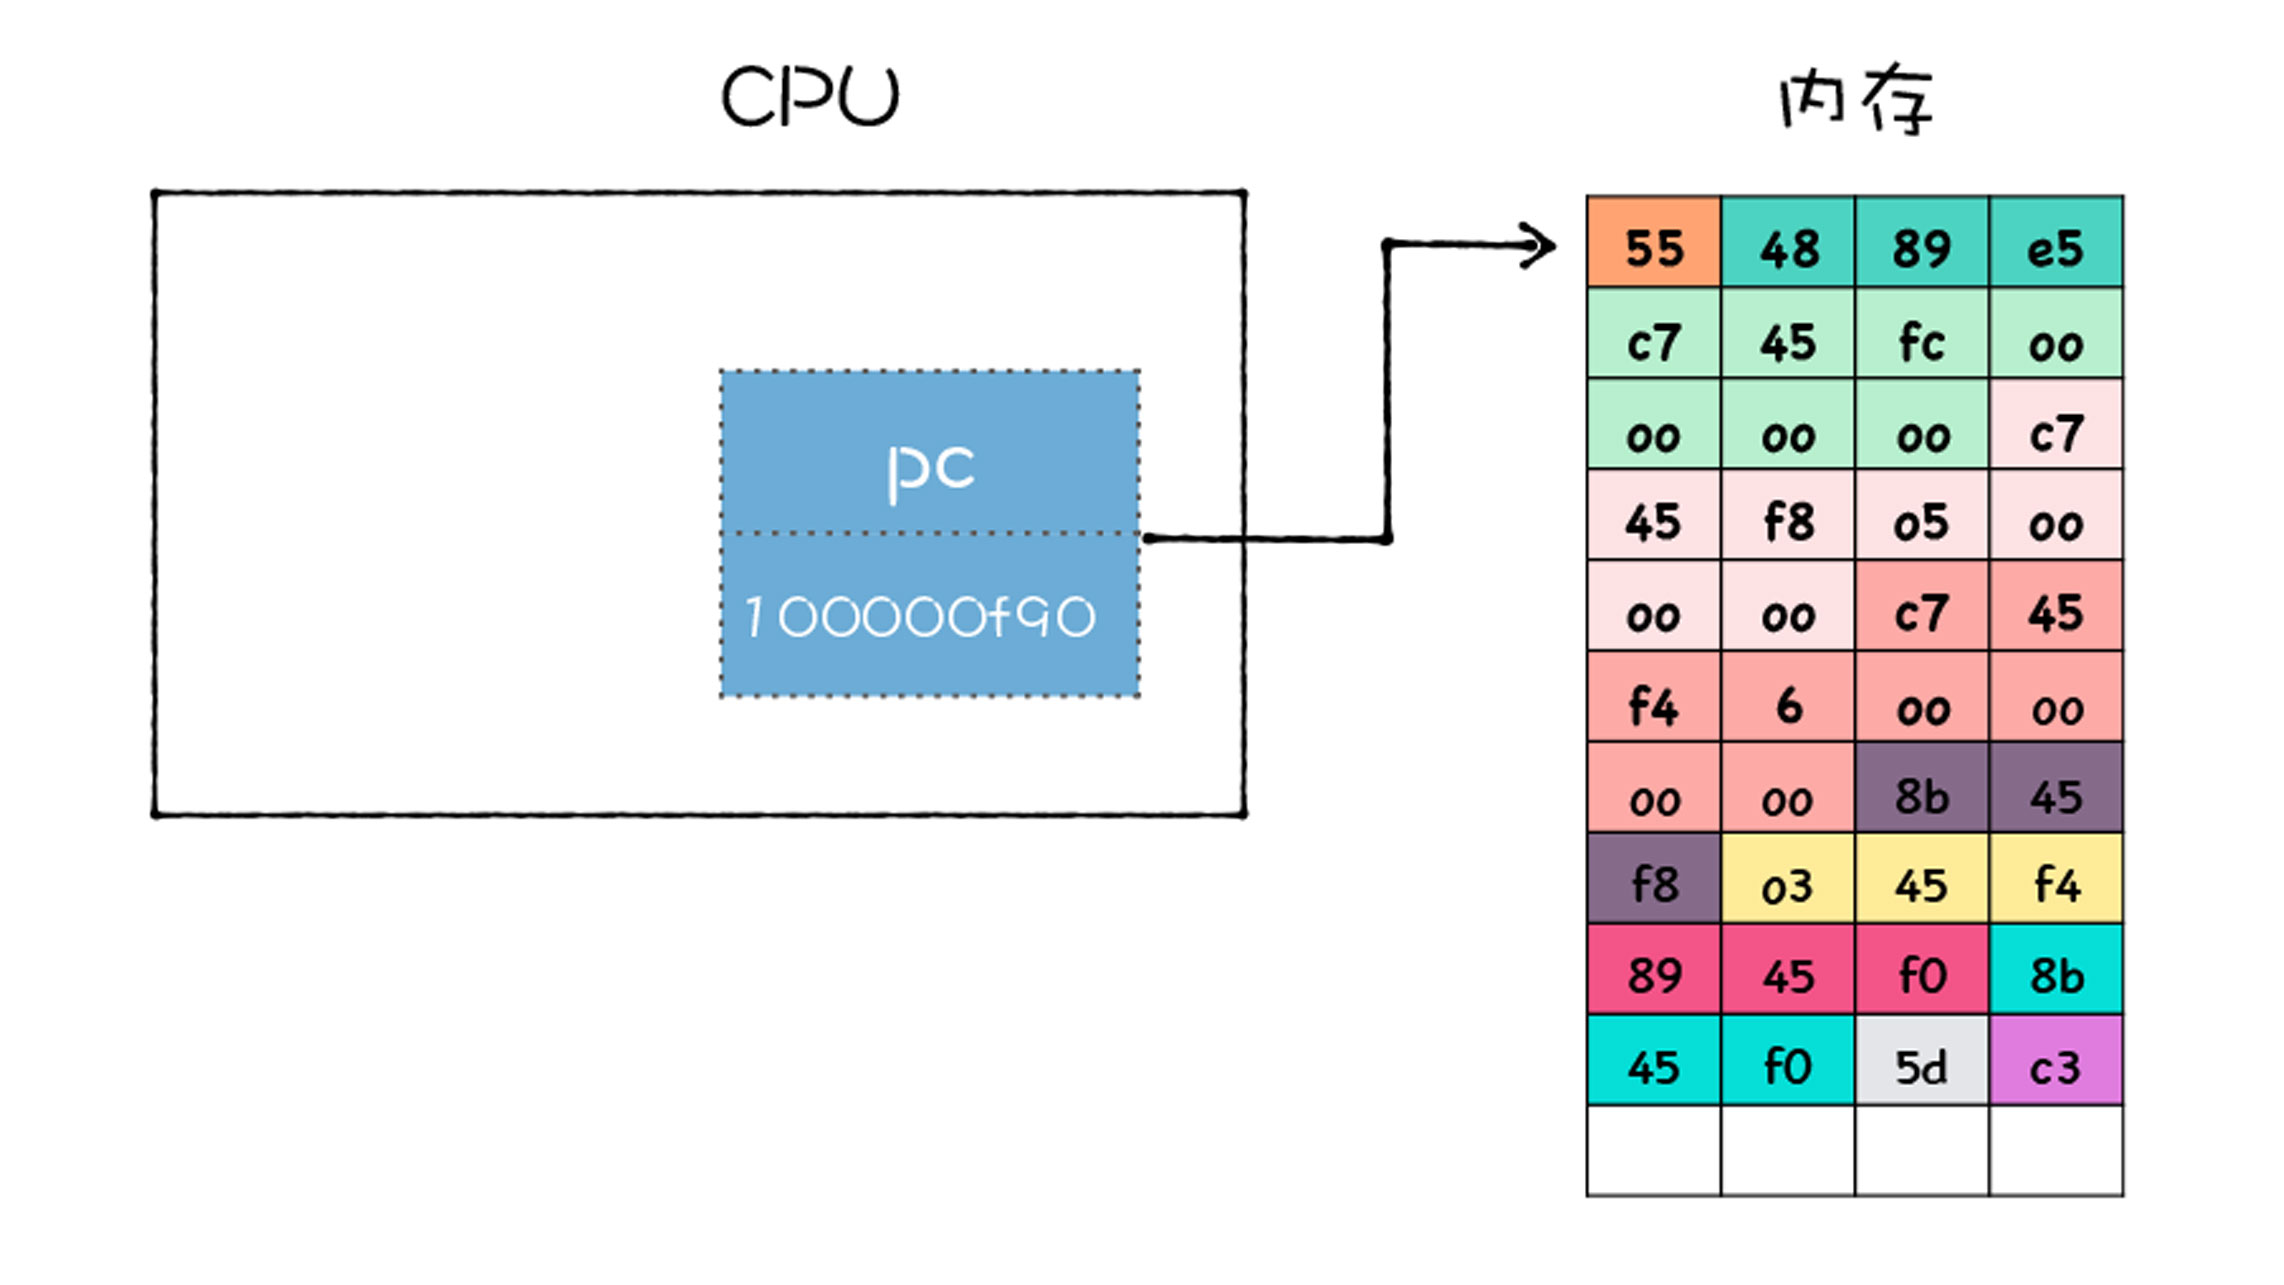 CPU
内存
pc
100000f90
55 48 89 e5
c7 45 fc 00
00 00 00 c7
45 f8 05 00
00 00 c7 45
f4 6 00 00
00 00 8b 45
f8 03 45 f4
89 45 f0 8b
45 f0 5d c3